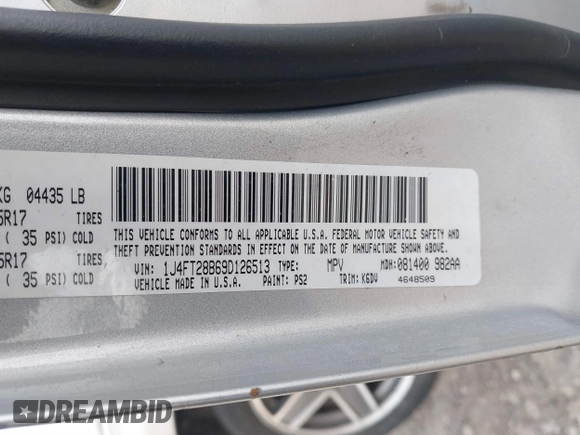 KG 04435 LB
5R17 TIRES
( 35 PSI) COLD
5R17 TIRES
( 35 PSI) COLD
THIS VEHICLE CONFORMS TO ALL APPLICABLE U.S.A. FEDERAL MOTOR VEHICLE SAFETY AND
THEFT PREVENTION STANDARDS IN EFFECT ON THE DATE OF MANUFACTURE SHOWN ABOVE.
VIN: 1J4FT28B69D126513 TYPE: MPV MDH: 081400 982AA
VEHICLE MADE IN U.S.A. PAINT: PS2 TRIM: K6DV 4648509
DREAMBID